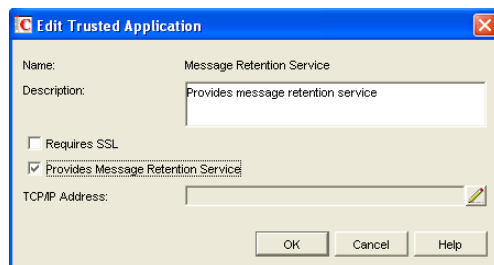 Edit Trusted Application
Name: Message Retention Service
Description: Provides message retention service
Requires SSL
Provides Message Retention Service
TCP/IP Address:
OK Cancel Help